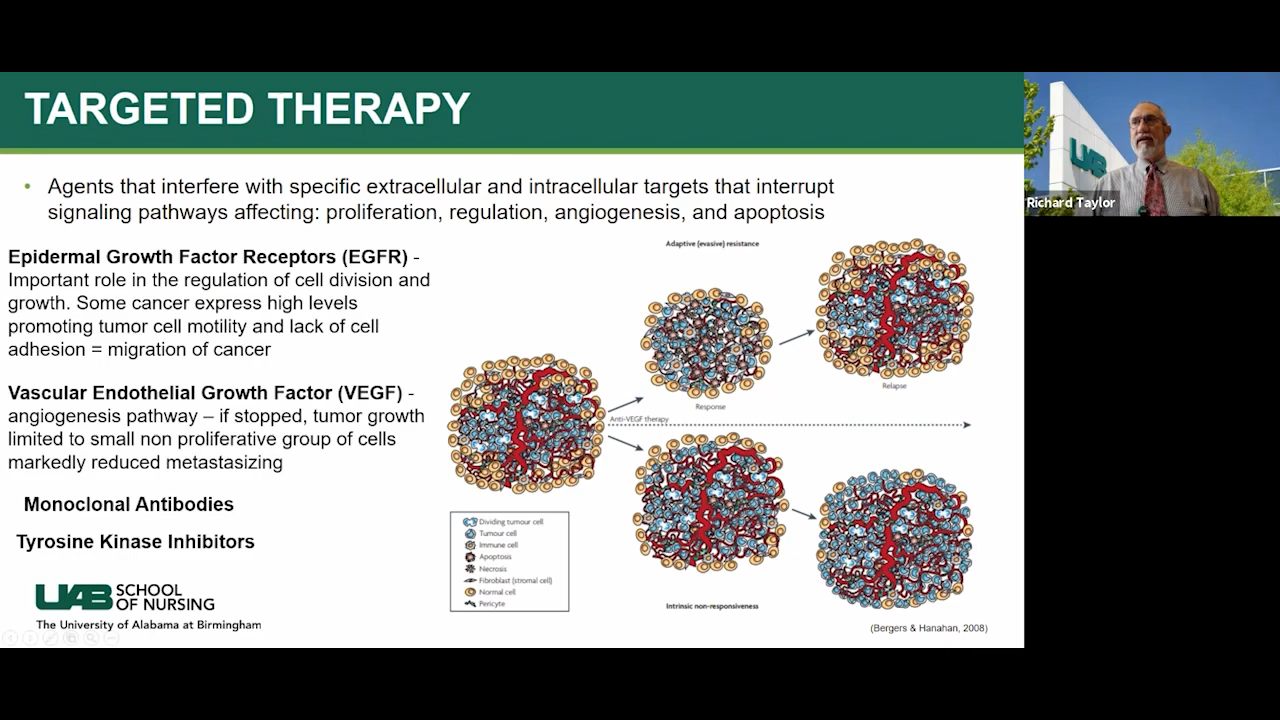 TARGETED THERAPY
• Agents that interfere with specific extracellular and intracellular targets that interrupt
signaling pathways affecting: proliferation, regulation, angiogenesis, and apoptosis
Epidermal Growth Factor Receptors (EGFR) -
Important role in the regulation of cell division and
growth. Some cancer express high levels
promoting tumor cell motility and lack of cell
adhesion = migration of cancer
Vascular Endothelial Growth Factor (VEGF) -
angiogenesis pathway – if stopped, tumor growth
limited to small non proliferative group of cells
markedly reduced metastasizing
Monoclonal Antibodies
Tyrosine Kinase Inhibitors
UAB SCHOOL
OF NURSING
The University of Alabama at Birmingham
Adaptive (evasive) resistance
Response
Relapse
Anti-VEGF therapy
Intrinsic non-responsiveness
Dividing tumour cell
Tumour cell
Immune cell
Apoptosis
Necrosis
Fibroblast (stromal cell)
Normal cell
Pericyte
(Bergers & Hanahan, 2008)
UAB
Richard Taylor